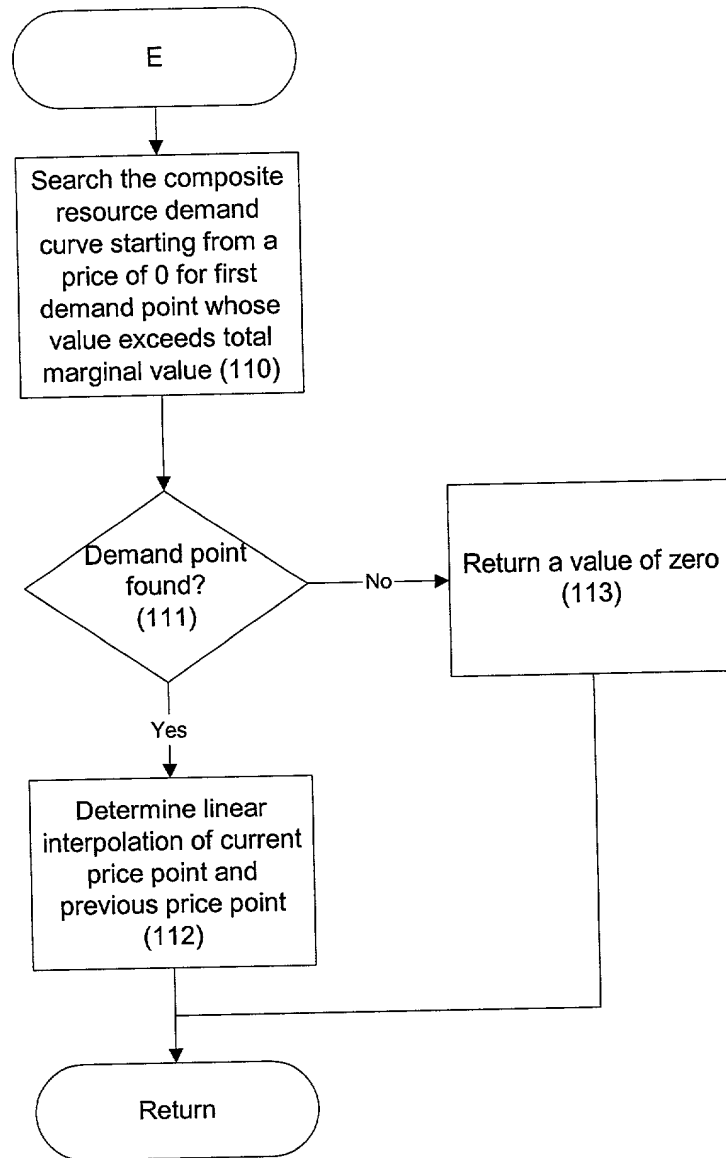 E
Search the composite
resource demand
curve starting from a
price of 0 for first
demand point whose
value exceeds total
marginal value (110)
Demand point
found?
(111)
No
Return a value of zero
(113)
Yes
Determine linear
interpolation of current
price point and
previous price point
(112)
Return